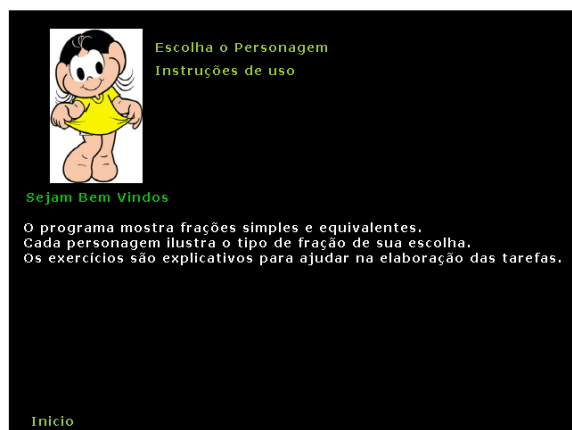 Escolha o Personagem
Instruções de uso
Sejam Bem Vindos
O programa mostra frações simples e equivalentes.
Cada personagem ilustra o tipo de fração de sua escolha.
Os exercícios são explicativos para ajudar na elaboração das tarefas.
Inicio